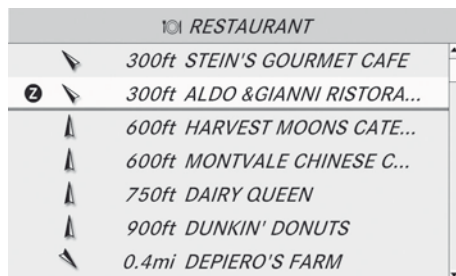 RESTAURANT
300ft STEIN'S GOURMET CAFE
Z 300ft ALDO &GIANNI RISTORA...
600ft HARVEST MOONS CATE...
600ft MONTVALE CHINESE C...
750ft DAIRY QUEEN
900ft DUNKIN' DONUTS
0.4mi DEPIERO'S FARM